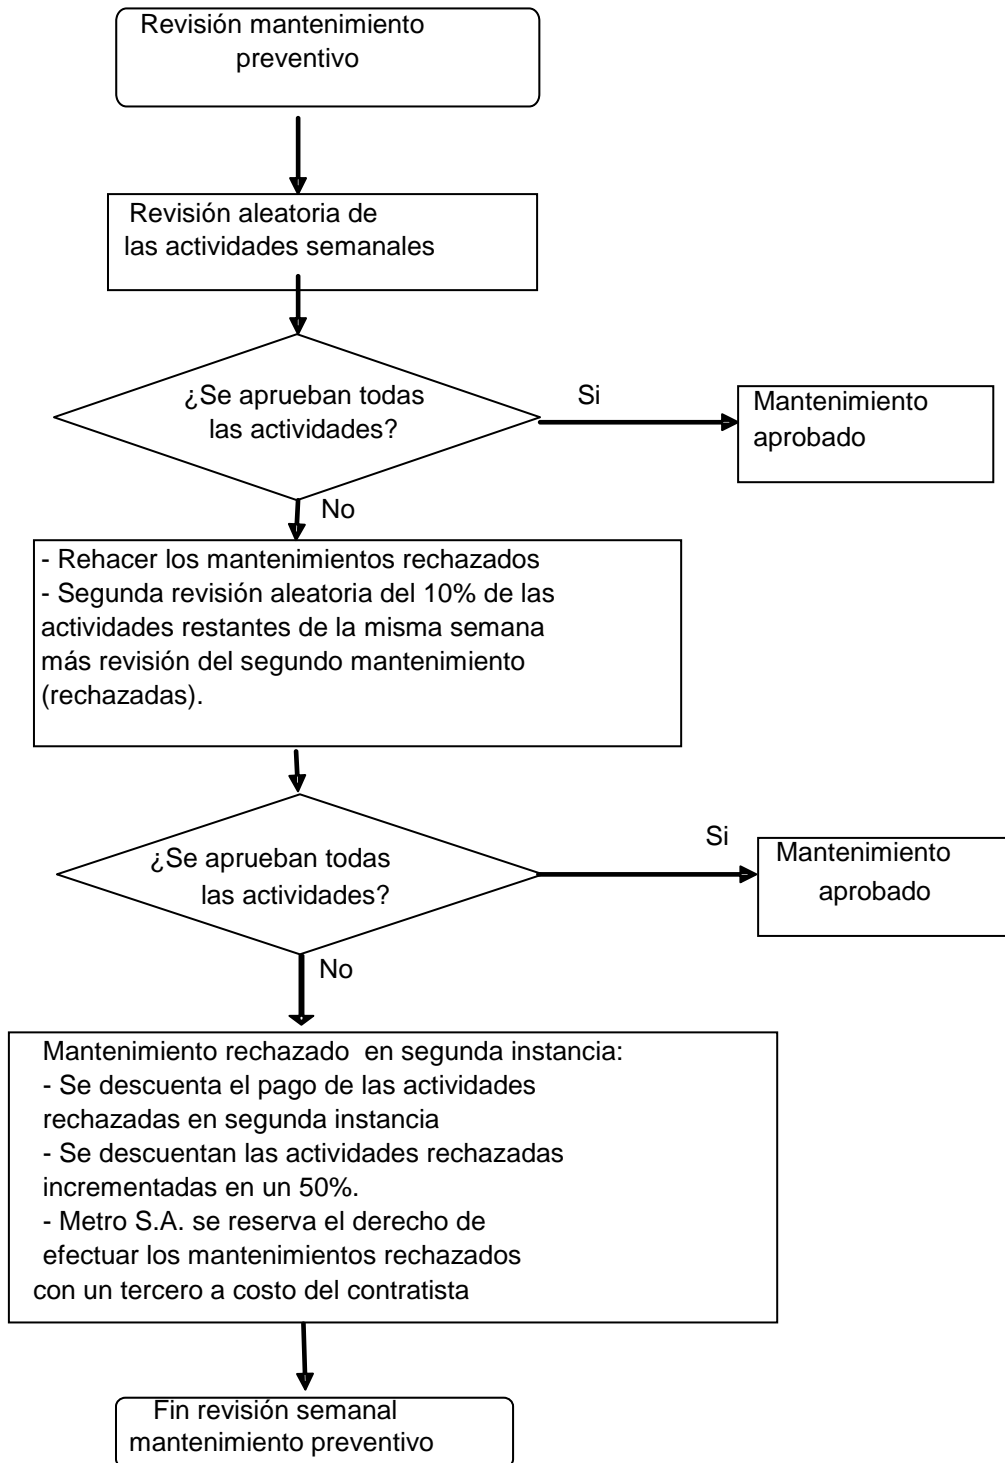 Revisión mantenimiento
preventivo
Revisión aleatoria de
las actividades semanales
¿Se aprueban todas
las actividades?
Si
Mantenimiento
aprobado
No
- Rehacer los mantenimientos rechazados
- Segunda revisión aleatoria del 10% de las
actividades restantes de la misma semana
más revisión del segundo mantenimiento
(rechazadas).
¿Se aprueban todas
las actividades?
Si
Mantenimiento
aprobado
No
Mantenimiento rechazado en segunda instancia:
- Se descuenta el pago de las actividades
rechazadas en segunda instancia
- Se descuentan las actividades rechazadas
incrementadas en un 50%.
- Metro S.A. se reserva el derecho de
efectuar los mantenimientos rechazados
con un tercero a costo del contratista
Fin revisión semanal
mantenimiento preventivo